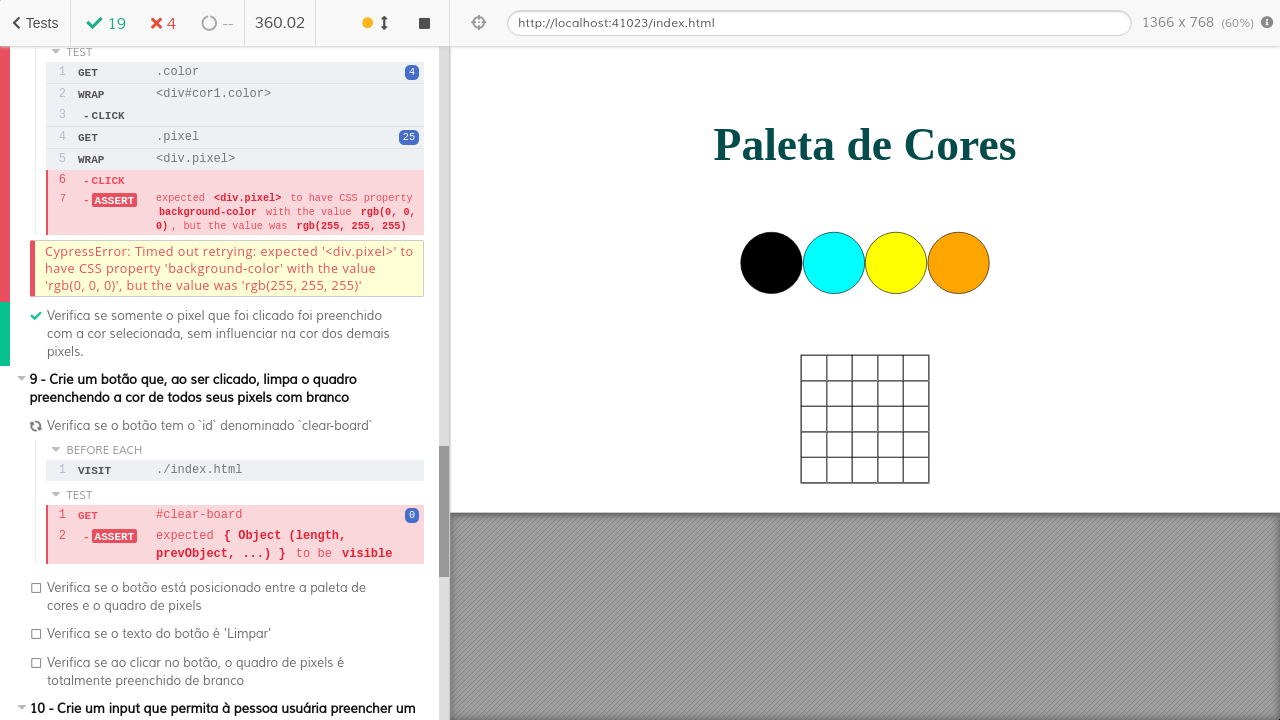 Tests
19
4
--
360.02
http://localhost:41023/index.html
1366 x 768 (60%)
TEST
1 GET .color 4
2 WRAP <div#cor1.color>
3 - CLICK
4 GET .pixel 25
5 WRAP <div.pixel>
6 - CLICK
7 - ASSERT expected <div.pixel> to have CSS property
background-color with the value rgb(0, 0,
0) , but the value was rgb(255, 255, 255)
CypressError: Timed out retrying: expected '<div.pixel>' to
have CSS property 'background-color' with the value
'rgb(0, 0, 0)', but the value was 'rgb(255, 255, 255)'
Verifica se somente o pixel que foi clicado foi preenchido
com a cor selecionada, sem influenciar na cor dos demais
pixels.
9 - Crie um botão que, ao ser clicado, limpa o quadro
preenchendo a cor de todos seus pixels com branco
Verifica se o botão tem o `id` denominado `clear-board`
BEFORE EACH
1 VISIT ./index.html
TEST
1 GET #clear-board 0
2 - ASSERT expected { Object (length,
prevObject, ...) } to be visible
Verifica se o botão está posicionado entre a paleta de
cores e o quadro de pixels
Verifica se o texto do botão é 'Limpar'
Verifica se ao clicar no botão, o quadro de pixels é
totalmente preenchido de branco
10 - Crie um input que permita à pessoa usuária preencher um
Paleta de Cores